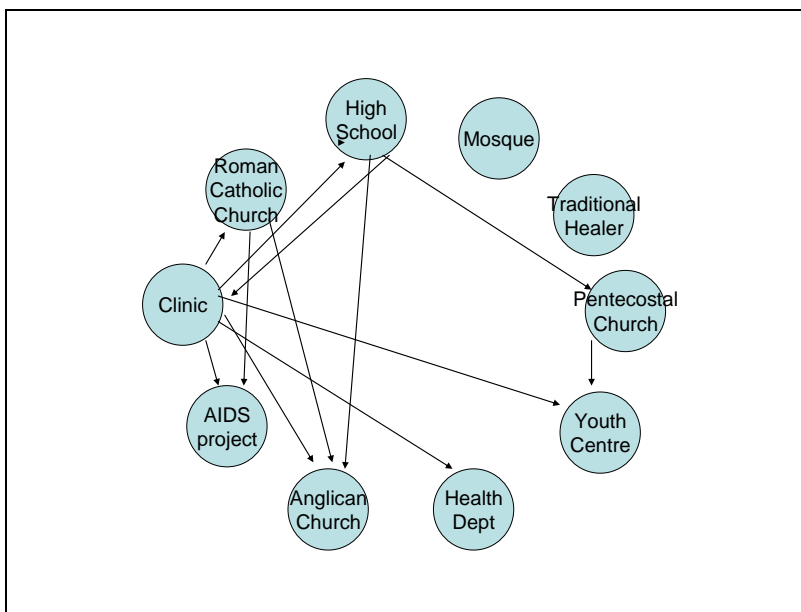 High
School
Mosque
Roman
Catholic
Church
Traditional
Healer
Clinic
Pentecostal
Church
AIDS
project
Youth
Centre
Anglican
Church
Health
Dept